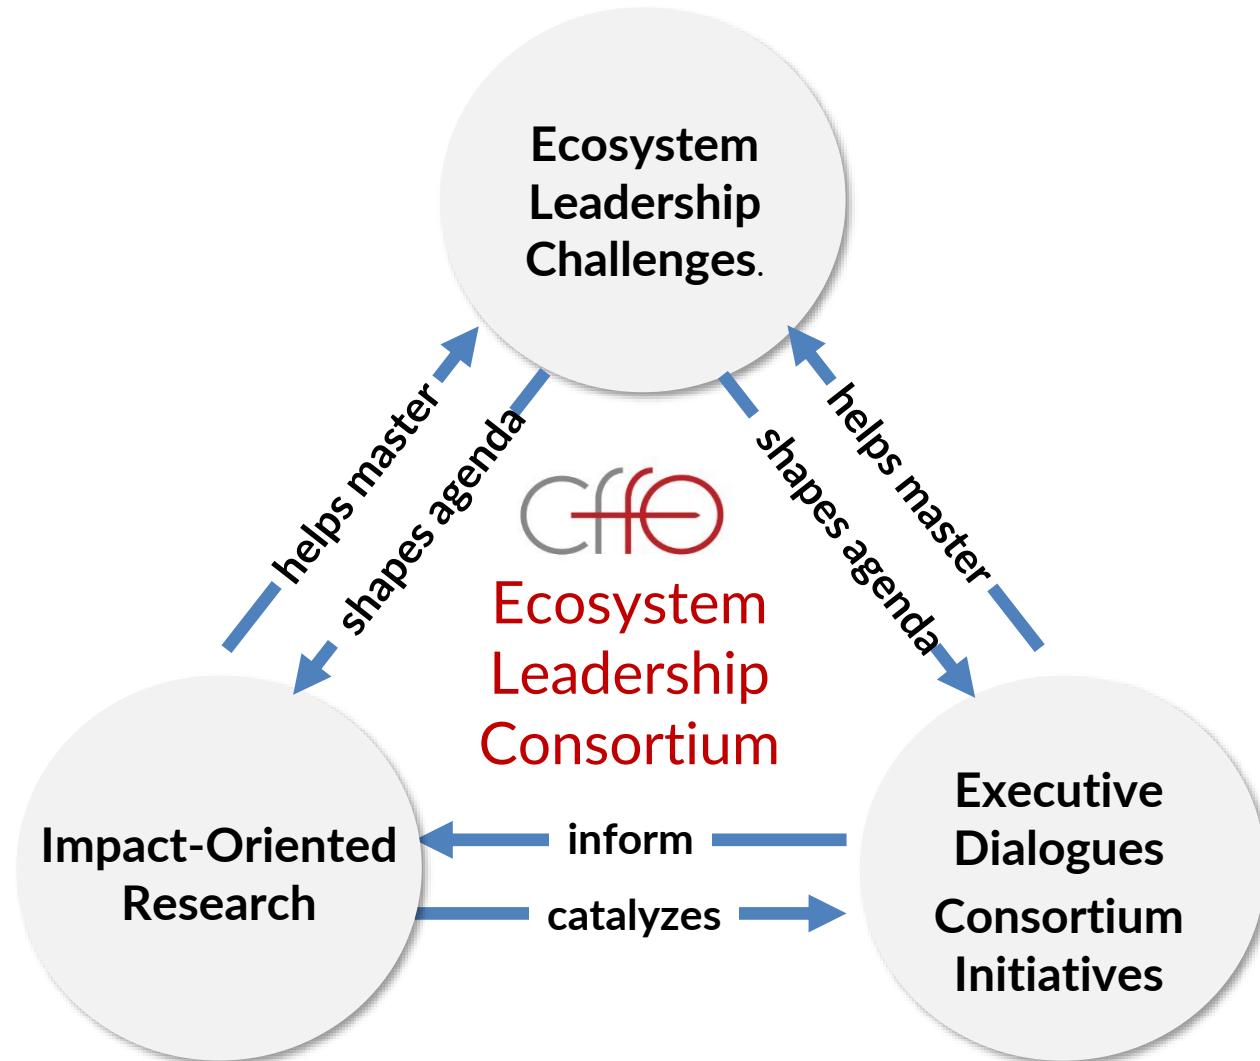 Ecosystem
Leadership
Challenges.
helps master
shapes agenda
shapes agenda
helps master
cffo
Ecosystem
Leadership
Consortium
Impact-Oriented
Research
inform
catalyzes
Executive
Dialogues
Consortium
Initiatives